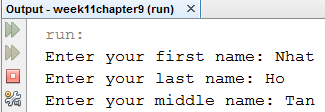 Output - week11chapter9 (run)
run:
Enter your first name: Nhat
Enter your last name: Ho
Enter your middle name: Tan